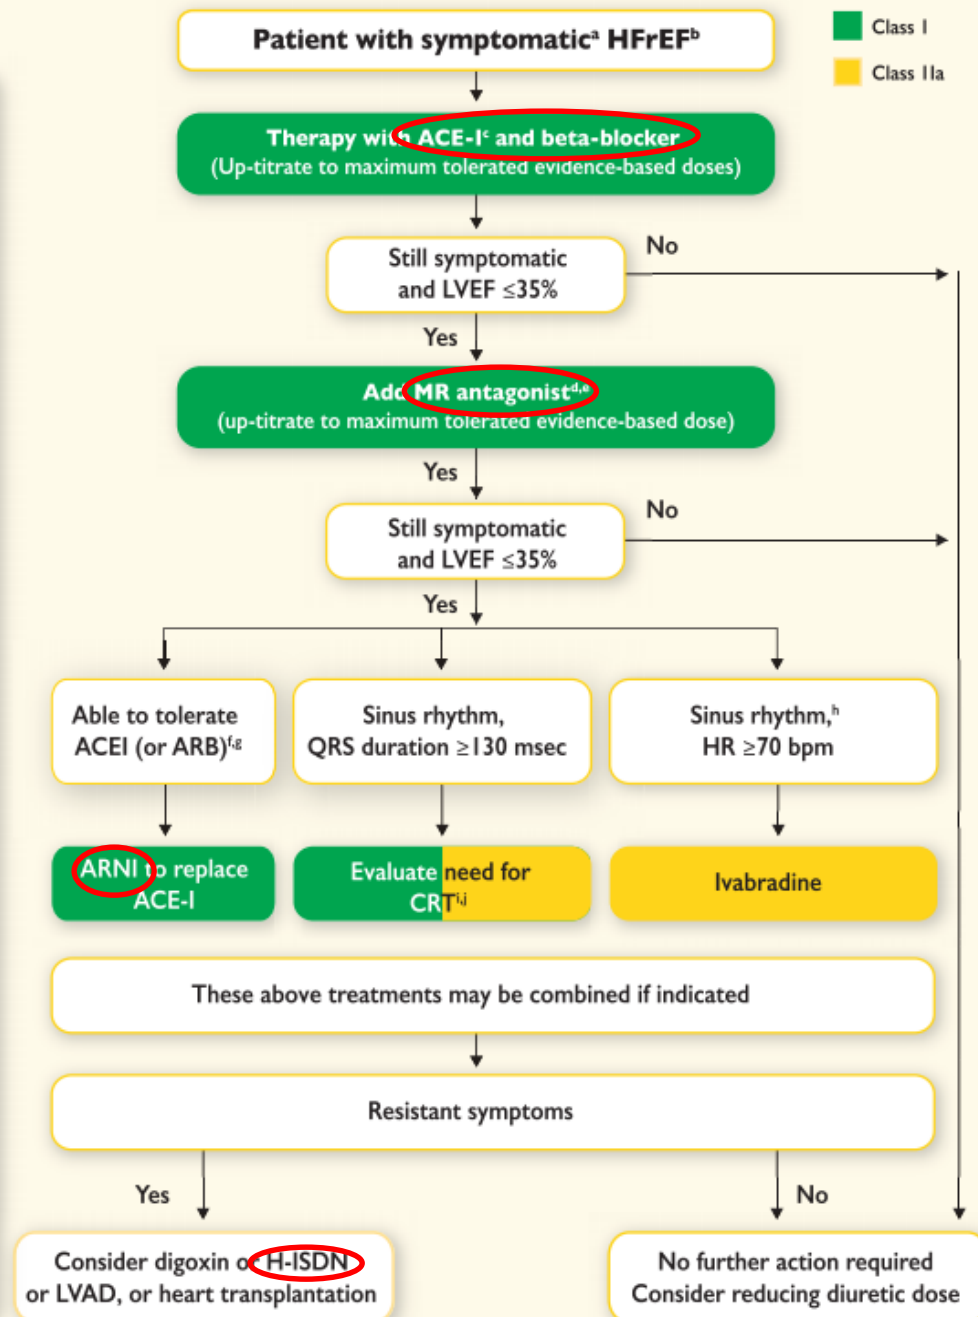 Patient with symptomaticᵃ HFrEFᵇ
Class I
Class IIa
Therapy with ACE-Iᶜ and beta-blocker
(Up-titrate to maximum tolerated evidence-based doses)
Still symptomatic
and LVEF ≤35%
No
Yes
Add MR antagonistᵈ,ᵉ
(up-titrate to maximum tolerated evidence-based dose)
Yes
Still symptomatic
and LVEF ≤35%
No
Yes
Able to tolerate
ACEI (or ARB)ᶠ,ᵍ
Sinus rhythm,
QRS duration ≥130 msec
Sinus rhythm,ʰ
HR ≥70 bpm
ARNI to replace
ACE-I
Evaluate need for
CRTⁱ,ʲ
Ivabradine
These above treatments may be combined if indicated
Resistant symptoms
Yes
No
Consider digoxin or H-ISDN
or LVAD, or heart transplantation
No further action required
Consider reducing diuretic dose